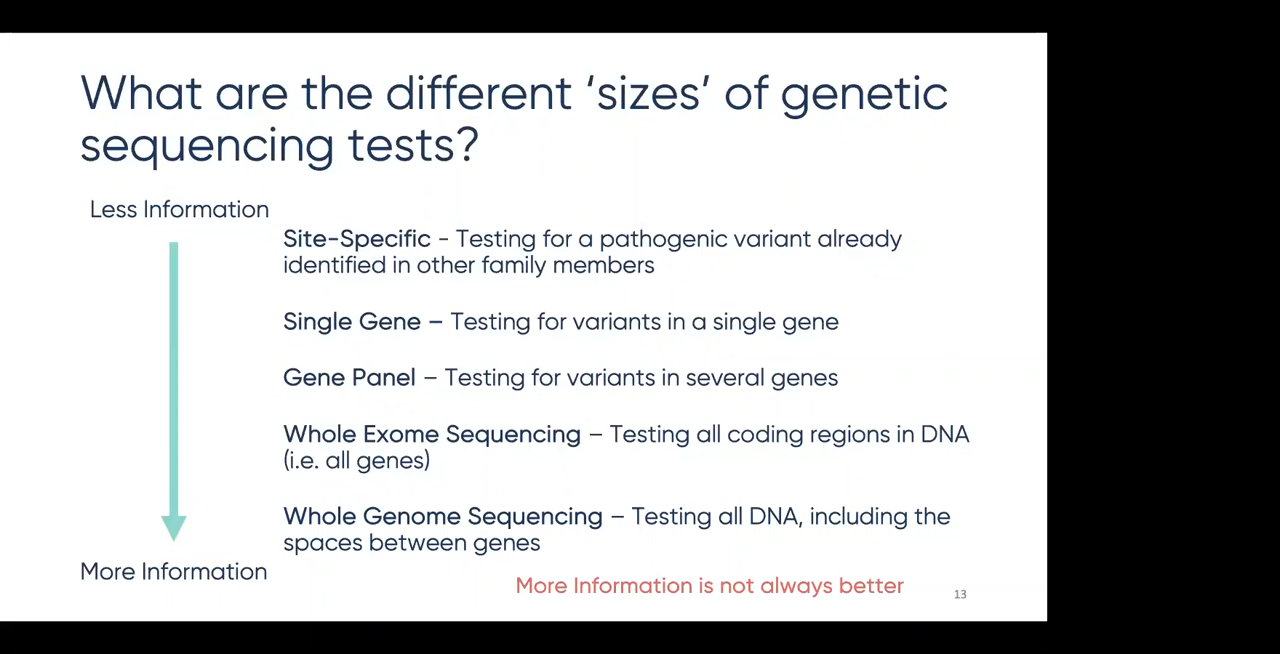 What are the different ‘sizes’ of genetic
sequencing tests?
Less Information
Site-Specific - Testing for a pathogenic variant already
identified in other family members
Single Gene – Testing for variants in a single gene
Gene Panel – Testing for variants in several genes
Whole Exome Sequencing – Testing all coding regions in DNA
(i.e. all genes)
Whole Genome Sequencing – Testing all DNA, including the
spaces between genes
More Information
More Information is not always better
13